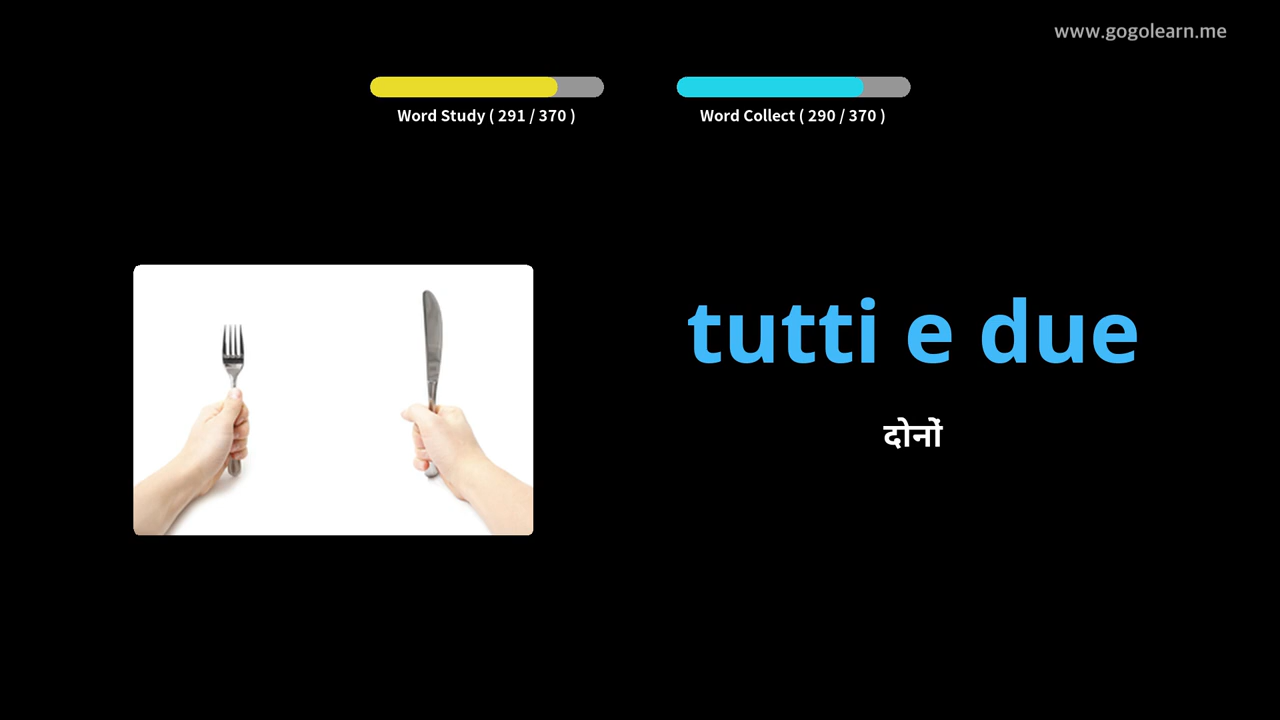 www.gogolearn.me
Word Study ( 291 / 370 )
Word Collect ( 290 / 370 )
tutti e due
दोनों